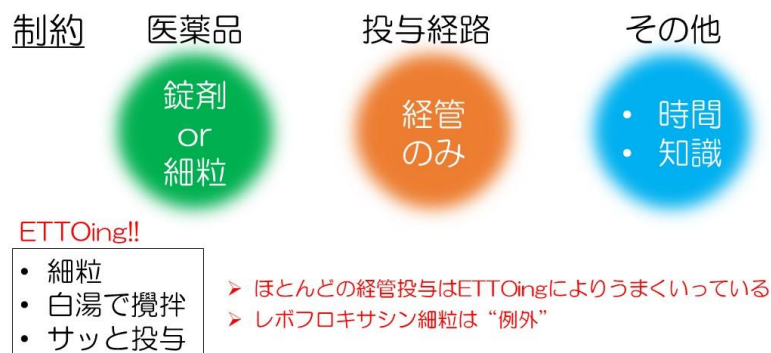 制約 医薬品 投与経路 その他
錠剤
or
細粒
経管
のみ
• 時間
• 知識
ETTOing!!
• 細粒
• 白湯で攪拌
• サッと投与
➤ ほとんどの経管投与はETTOingによりうまくいっている
➤ レボフロキサシン細粒は“例外”